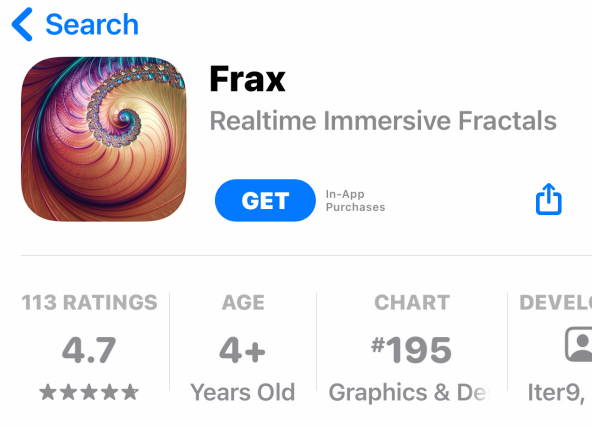 Search
Frax
Realtime Immersive Fractals
GET
In-App
Purchases
113 RATINGS
4.7
★★★★★
AGE
4+
Years Old
CHART
#195
Graphics & De
DEVELO
Iter9,